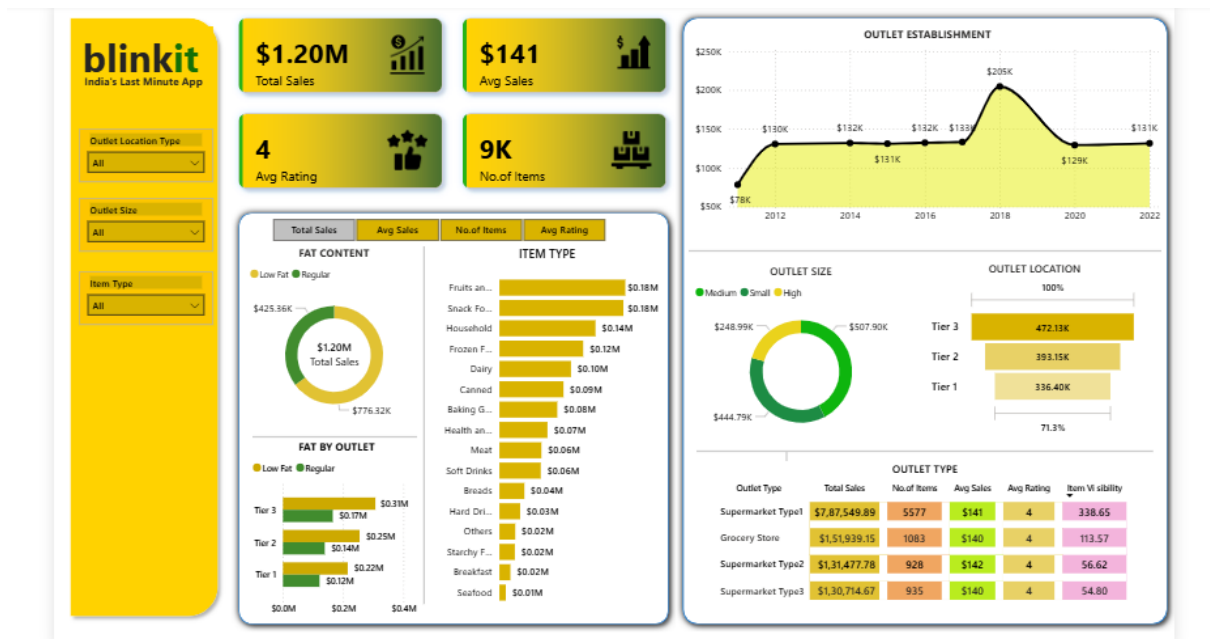 blinkit
India's Last Minute App
Outlet Location Type
All
Outlet Size
All
Item Type
All
$1.20M
Total Sales
$141
Avg Sales
4
Avg Rating
9K
No.of Items
Total Sales Avg Sales No.of Items Avg Rating
FAT CONTENT
Low Fat Regular
$425.36K
$1.20M
Total Sales
$776.32K
FAT BY OUTLET
Low Fat Regular
Tier 3 $0.31M
$0.17M
Tier 2 $0.25M
$0.14M
Tier 1 $0.22M
$0.12M
$0.0M $0.2M $0.4M
ITEM TYPE
Fruits an... $0.18M
Snack Fo... $0.18M
Household $0.14M
Frozen F... $0.12M
Dairy $0.10M
Canned $0.09M
Baking G... $0.08M
Health an... $0.07M
Meat $0.06M
Soft Drinks $0.06M
Breads $0.04M
Hard Dri... $0.03M
Others $0.02M
Starchy F... $0.02M
Breakfast $0.02M
Seafood $0.01M
OUTLET ESTABLISHMENT
$250K
$200K
$150K
$100K
$50K
$78K $130K $132K $131K $132K $133K $205K $129K $131K
2012 2014 2016 2018 2020 2022
OUTLET SIZE
Medium Small High
$248.99K $507.90K
$444.79K
OUTLET LOCATION
100%
Tier 3 472.13K
Tier 2 393.15K
Tier 1 336.40K
71.3%
OUTLET TYPE
Outlet Type Total Sales No.of Items Avg Sales Avg Rating Item Vi sibility
Supermarket Type1 $7,87,549.89 5577 $141 4 338.65
Grocery Store $1,51,939.15 1083 $140 4 113.57
Supermarket Type2 $1,31,477.78 928 $142 4 56.62
Supermarket Type3 $1,30,714.67 935 $140 4 54.80